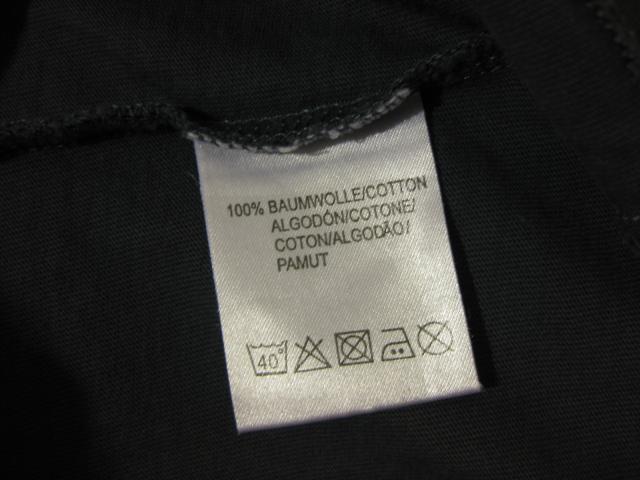 100% BAUMWOLLE/COTTON
ALGODÓN/COTONE/
COTON/ALGODÃO/
PAMUT
40°